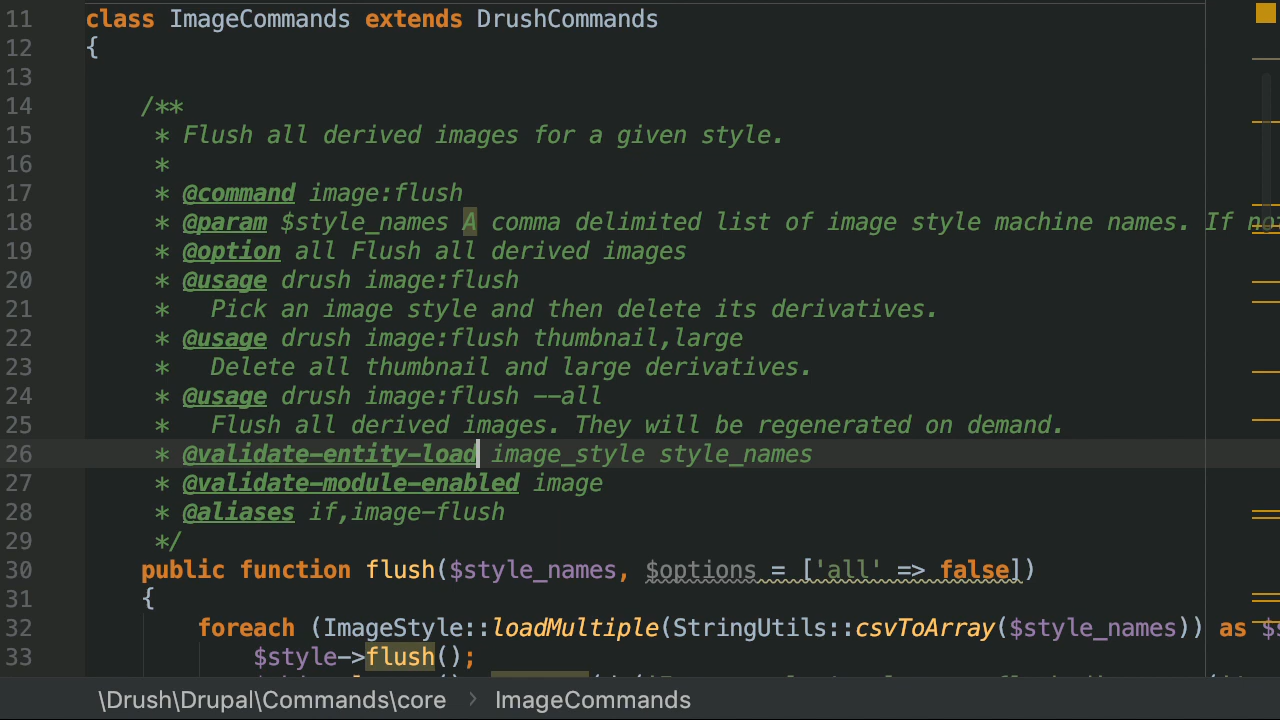 11 class ImageCommands extends DrushCommands
12 {
13
14 /**
15 * Flush all derived images for a given style.
16 *
17 * @command image:flush
18 * @param $style_names A comma delimited list of image style machine names. If
19 * @option all Flush all derived images
20 * @usage drush image:flush
21 * Pick an image style and then delete its derivatives.
22 * @usage drush image:flush thumbnail,large
23 * Delete all thumbnail and large derivatives.
24 * @usage drush image:flush --all
25 * Flush all derived images. They will be regenerated on demand.
26 * @validate-entity-load image_style style_names
27 * @validate-module-enabled image
28 * @aliases if,image-flush
29 */
30 public function flush($style_names, $options = ['all' => false])
31 {
32 foreach (ImageStyle::loadMultiple(StringUtils::csvToArray($style_names)) as
33 $style->flush();
\Drush\Drupal\Commands\core > ImageCommands